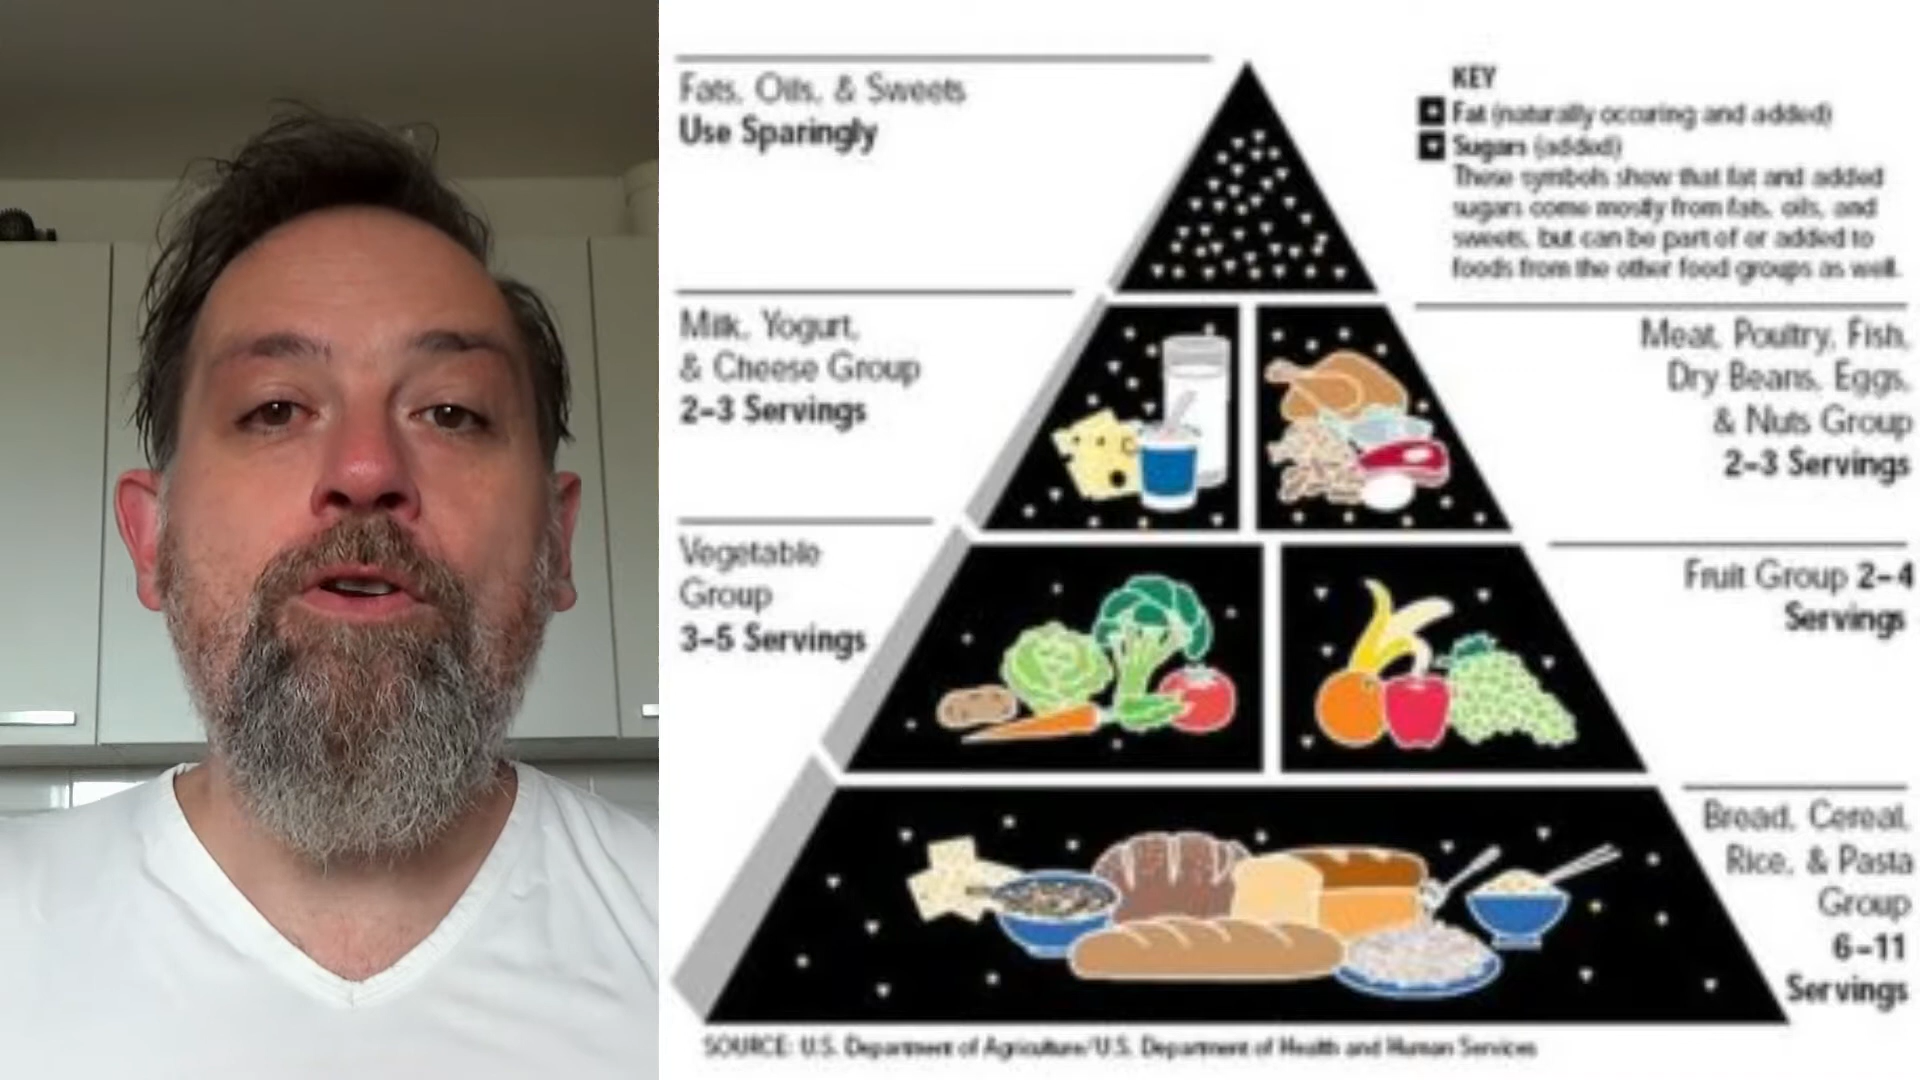 Fats, Oils, & Sweets
Use Sparingly
KEY
Fat (naturally occuring and added)
Sugars (added)
These symbols show that fat and added
sugars come mostly from fats, oils, and
sweets, but can be part of or added to
foods from the other food groups as well.
Milk, Yogurt,
& Cheese Group
2–3 Servings
Meat, Poultry, Fish,
Dry Beans, Eggs,
& Nuts Group
2–3 Servings
Vegetable
Group
3–5 Servings
Fruit Group 2–4
Servings
Bread, Cereal,
Rice, & Pasta
Group
6–11
Servings
SOURCE: U.S. Department of Agriculture/U.S. Department of Health and Human Services